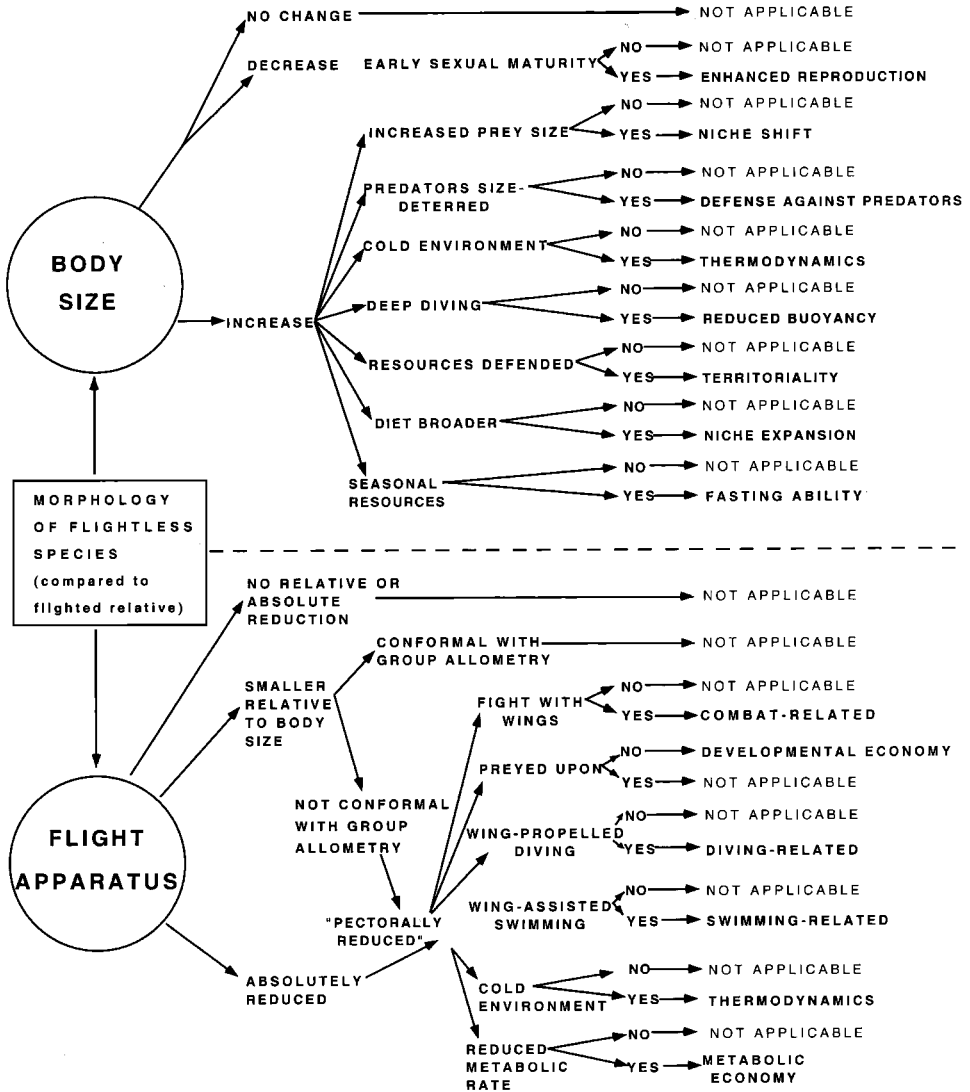 NO CHANGE
NOT APPLICABLE
DECREASE
EARLY SEXUAL MATURITY
NO
NOT APPLICABLE
YES
ENHANCED REPRODUCTION
INCREASED PREY SIZE
NO
NOT APPLICABLE
YES
NICHE SHIFT
PREDATORS SIZE-
DETERRED
NO
NOT APPLICABLE
YES
DEFENSE AGAINST PREDATORS
BODY
SIZE
COLD ENVIRONMENT
NO
NOT APPLICABLE
YES
THERMODYNAMICS
INCREASE
DEEP DIVING
NO
NOT APPLICABLE
YES
REDUCED BUOYANCY
RESOURCES DEFENDED
NO
NOT APPLICABLE
YES
TERRITORIALITY
DIET BROADER
NO
NOT APPLICABLE
YES
NICHE EXPANSION
SEASONAL
RESOURCES
NO
NOT APPLICABLE
YES
FASTING ABILITY
MORPHOLOGY
OF FLIGHTLESS
SPECIES
(compared to
flighted relative)
NO RELATIVE OR
ABSOLUTE
REDUCTION
NOT APPLICABLE
SMALLER
RELATIVE
TO BODY
SIZE
CONFORMAL WITH
GROUP ALLOMETRY
NOT APPLICABLE
NOT CONFORMAL
WITH GROUP
ALLOMETRY
FLIGHT
APPARATUS
"PECTORALLY
REDUCED"
ABSOLUTELY
REDUCED
FIGHT WITH
WINGS
NO
NOT APPLICABLE
YES
COMBAT-RELATED
PREYED UPON
NO
DEVELOPMENTAL ECONOMY
YES
NOT APPLICABLE
WING-PROPELLED
DIVING
NO
NOT APPLICABLE
YES
DIVING-RELATED
WING-ASSISTED
SWIMMING
NO
NOT APPLICABLE
YES
SWIMMING-RELATED
COLD
ENVIRONMENT
NO
NOT APPLICABLE
YES
THERMODYNAMICS
REDUCED
METABOLIC
RATE
NO
NOT APPLICABLE
YES
METABOLIC
ECONOMY